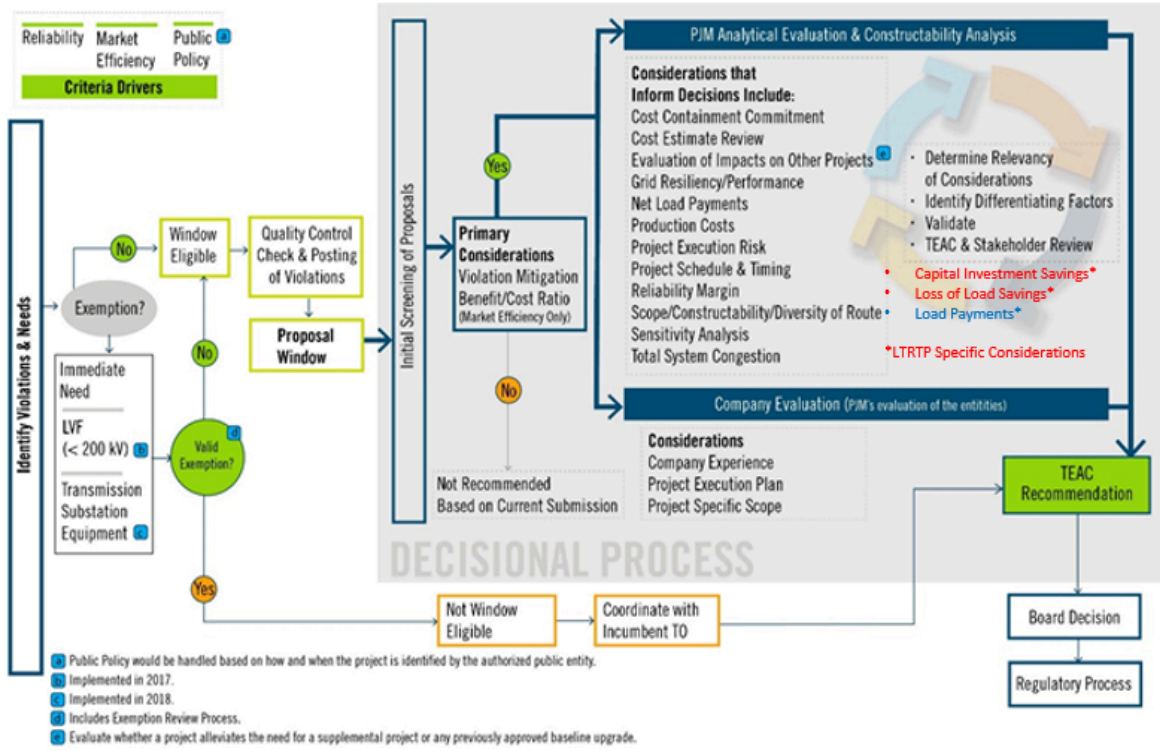 Reliability
Market
Efficiency
Public
Policy
a
Criteria Drivers
Identify Violations & Needs
Exemption?
No
Window
Eligible
Quality Control
Check & Posting
of Violations
Proposal
Window
Immediate
Need
LVF
(< 200 kV) b
Transmission
Substation
Equipment c
No
Valid
Exemption?
d
Yes
Initial Screening of Proposals
Primary
Considerations
Violation Mitigation
Benefit/Cost Ratio
(Market Efficiency Only)
Yes
No
Not Recommended
Based on Current Submission
PJM Analytical Evaluation & Constructability Analysis
Considerations that
Inform Decisions Include:
Cost Containment Commitment
Cost Estimate Review
Evaluation of Impacts on Other Projects e
Grid Resiliency/Performance
Net Load Payments
Production Costs
Project Execution Risk
Project Schedule & Timing
Reliability Margin
Scope/Constructability/Diversity of Route
Sensitivity Analysis
Total System Congestion
• Determine Relevancy
of Considerations
• Identify Differentiating Factors
• Validate
• TEAC & Stakeholder Review
• Capital Investment Savings*
• Loss of Load Savings*
• Load Payments*
*LTRTP Specific Considerations
Company Evaluation (PJM's evaluation of the entitities)
Considerations
Company Experience
Project Execution Plan
Project Specific Scope
DECISIONAL PROCESS
TEAC
Recommendation
Not Window
Eligible
Coordinate with
Incumbent TO
Board Decision
Regulatory Process
a Public Policy would be handled based on how and when the project is identified by the authorized public entity.
b Implemented in 2017.
c Implemented in 2018.
d Includes Exemption Review Process.
e Evaluate whether a project alleviates the need for a supplemental project or any previously approved baseline upgrade.